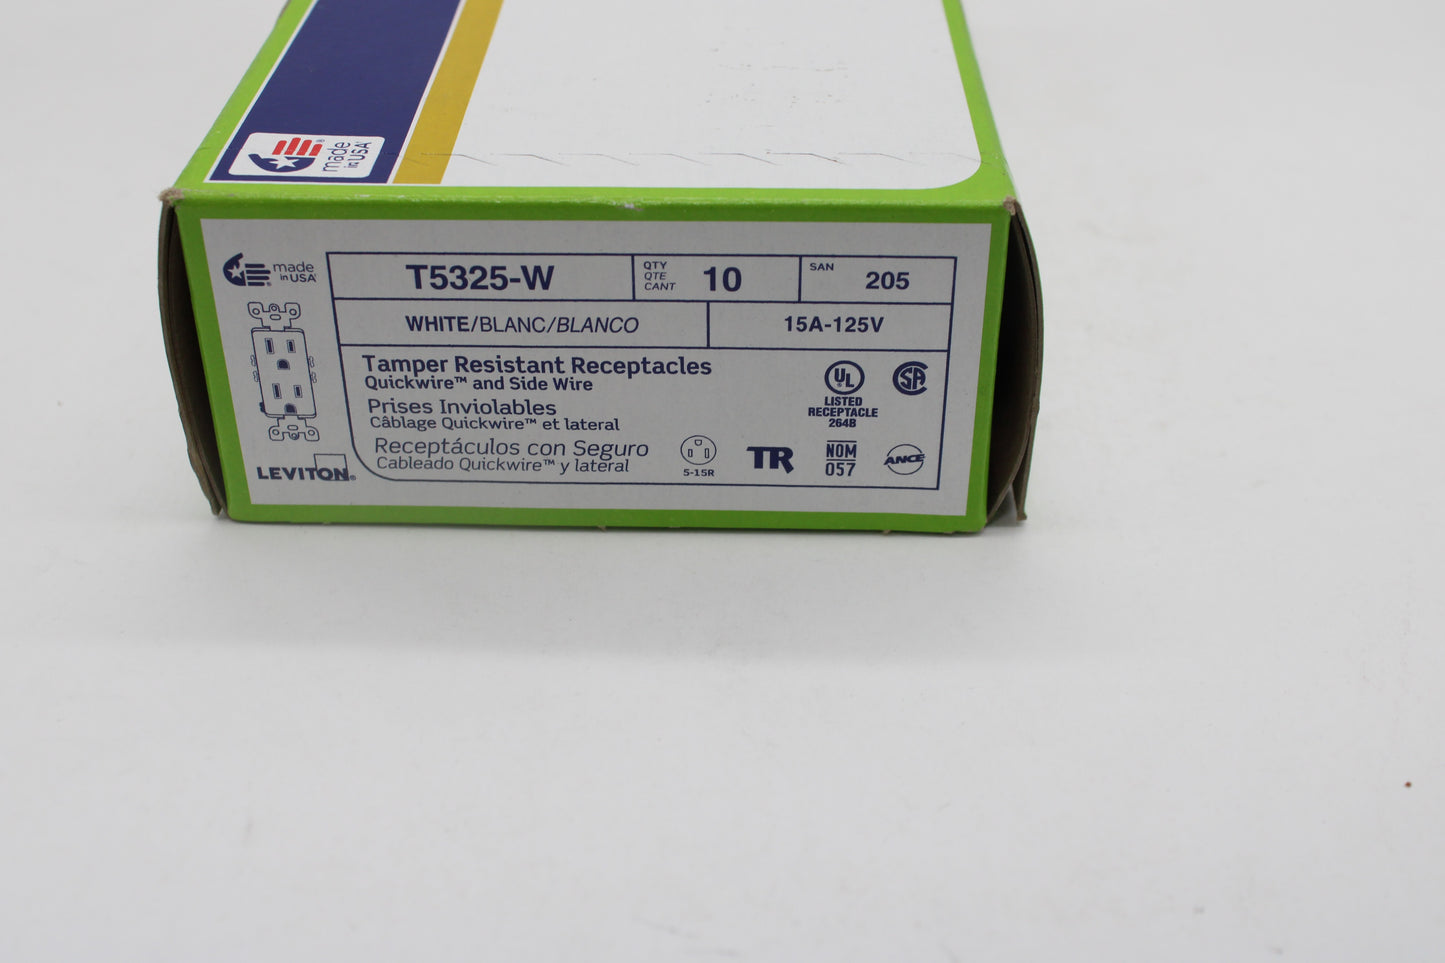 made
in USA
made
in USA
T5325-W
QTY
QTE
CANT
10
SAN
205
WHITE/BLANC/BLANCO
15A-125V
Tamper Resistant Receptacles
Quickwire™ and Side Wire
Prises Inviolables
Câblage Quickwire™ et lateral
Receptáculos con Seguro
Cableado Quickwire™ y lateral
LEVITON®
5-15R
TR
UL
LISTED
RECEPTACLE
264B
SA
NOM
057
ANCE